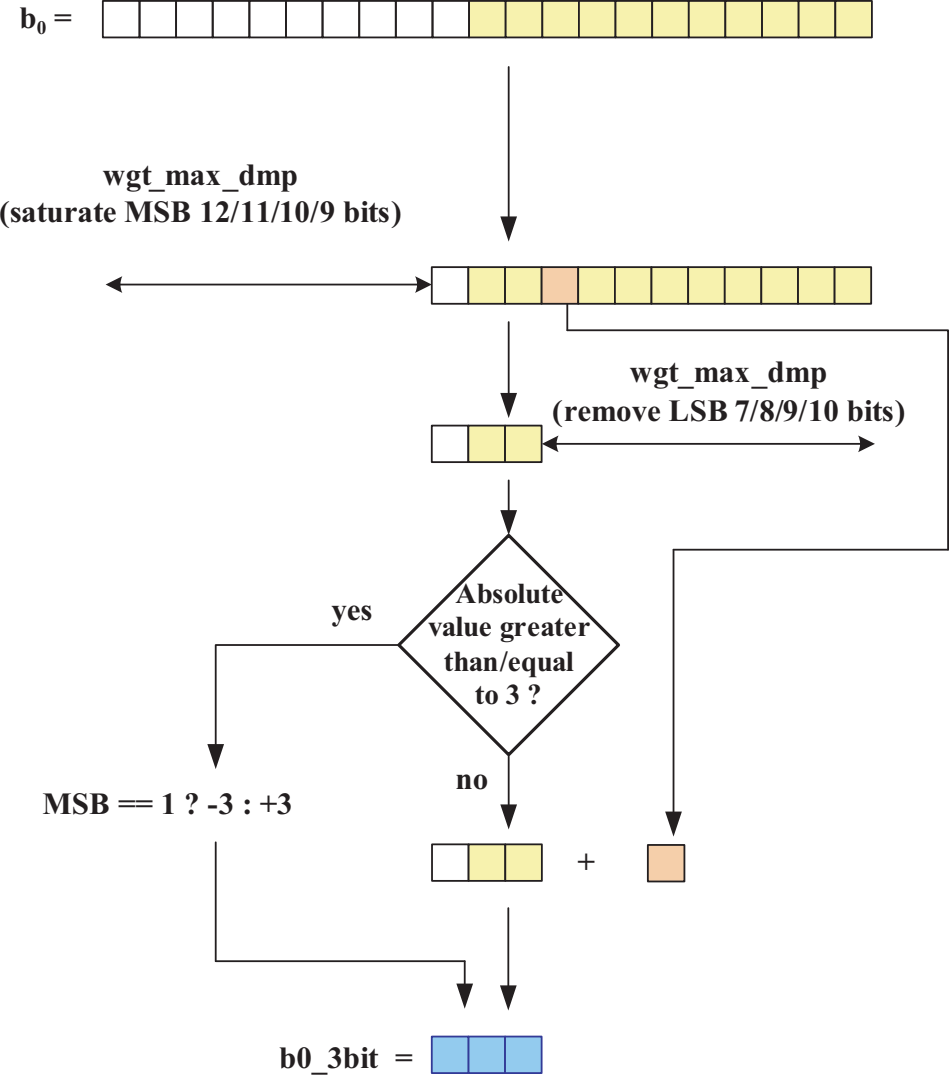 b0 =
wgt_max_dmp
(saturate MSB 12/11/10/9 bits)
wgt_max_dmp
(remove LSB 7/8/9/10 bits)
Absolute
value greater
than/equal
to 3 ?
yes
no
MSB == 1 ? -3 : +3
+
b0_3bit =